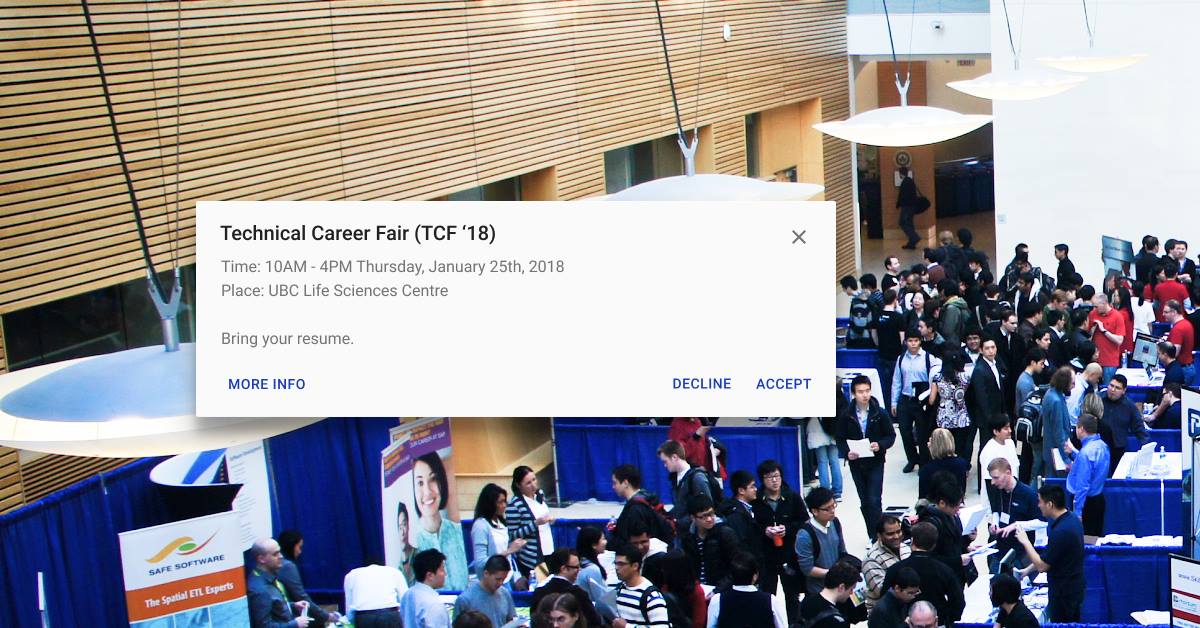 EXIT
Technical Career Fair (TCF ‘18)
Time: 10AM - 4PM Thursday, January 25th, 2018
Place: UBC Life Sciences Centre
Bring your resume.
MORE INFO
DECLINE
ACCEPT
SAFE SOFTWARE
The Spatial ETL Experts